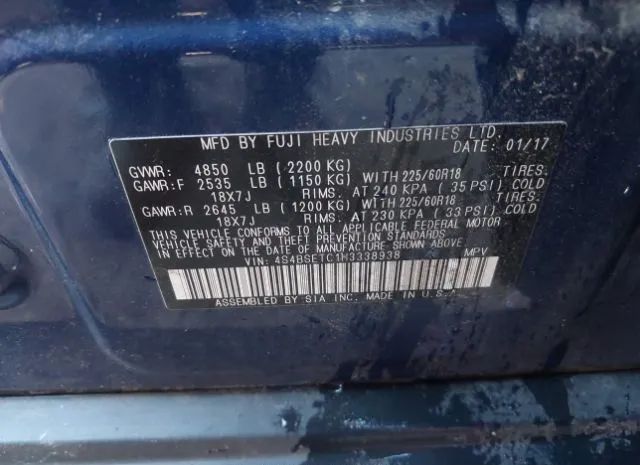 MFD BY FUJI HEAVY INDUSTRIES LTD.
DATE: 01/17
GVWR: 4850 LB (2200 KG)
GAWR:F 2535 LB (1150 KG) WITH 225/60R18 TIRES.
18X7J RIMS. AT 240 KPA (35 PSI) COLD
GAWR:R 2645 LB (1200 KG) WITH 225/60R18 TIRES.
18X7J RIMS. AT 230 KPA (33 PSI) COLD
THIS VEHICLE CONFORMS TO ALL APPLICABLE FEDERAL MOTOR
VEHICLE SAFETY STANDARDS IN EFFECT ON THE DATE OF
MANUFACTURE SHOWN ABOVE.
VIN: 4S4BSETC1H3338938 MPV
ASSEMBLED BY SIA INC. MADE IN U.S.A.